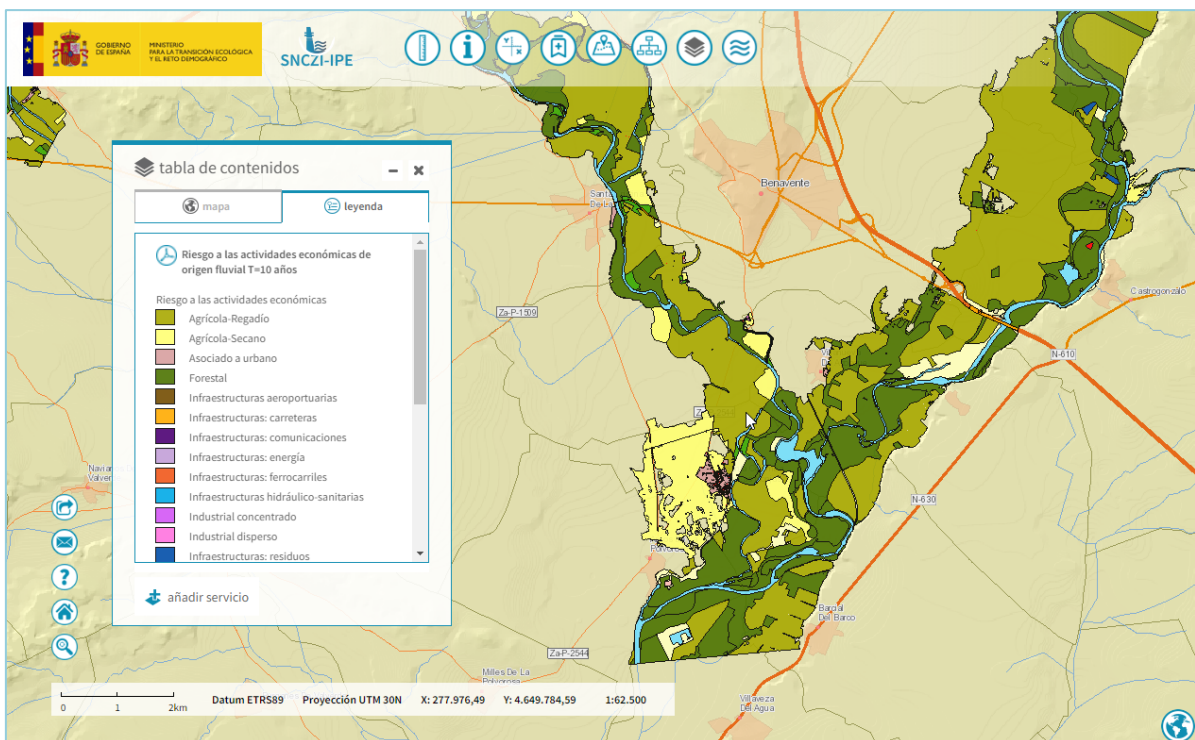 GOBIERNO
DE ESPAÑA
MINISTERIO
PARA LA TRANSICIÓN ECOLÓGICA
Y EL RETO DEMOGRÁFICO
SNCZI-IPE
tabla de contenidos
mapa
leyenda
Riesgo a las actividades económicas de
origen fluvial T=10 años
Riesgo a las actividades económicas
Agrícola-Regadío
Agrícola-Secano
Asociado a urbano
Forestal
Infraestructuras aeroportuarias
Infraestructuras: carreteras
Infraestructuras: comunicaciones
Infraestructuras: energía
Infraestructuras: ferrocarriles
Infraestructuras hidráulico-sanitarias
Industrial concentrado
Industrial disperso
Infraestructuras: residuos
añadir servicio
Benavente
Santa
De La
Castrogonzalo
Za-P-1509
N-610
N-630
Barcial
Del Barco
Za-P-2544
Milles De La
Polvorosa
Villaveza
Del Agua
0 1 2km
Datum ETRS89 Proyección UTM 30N X: 277.976,49 Y: 4.649.784,59 1:62.500